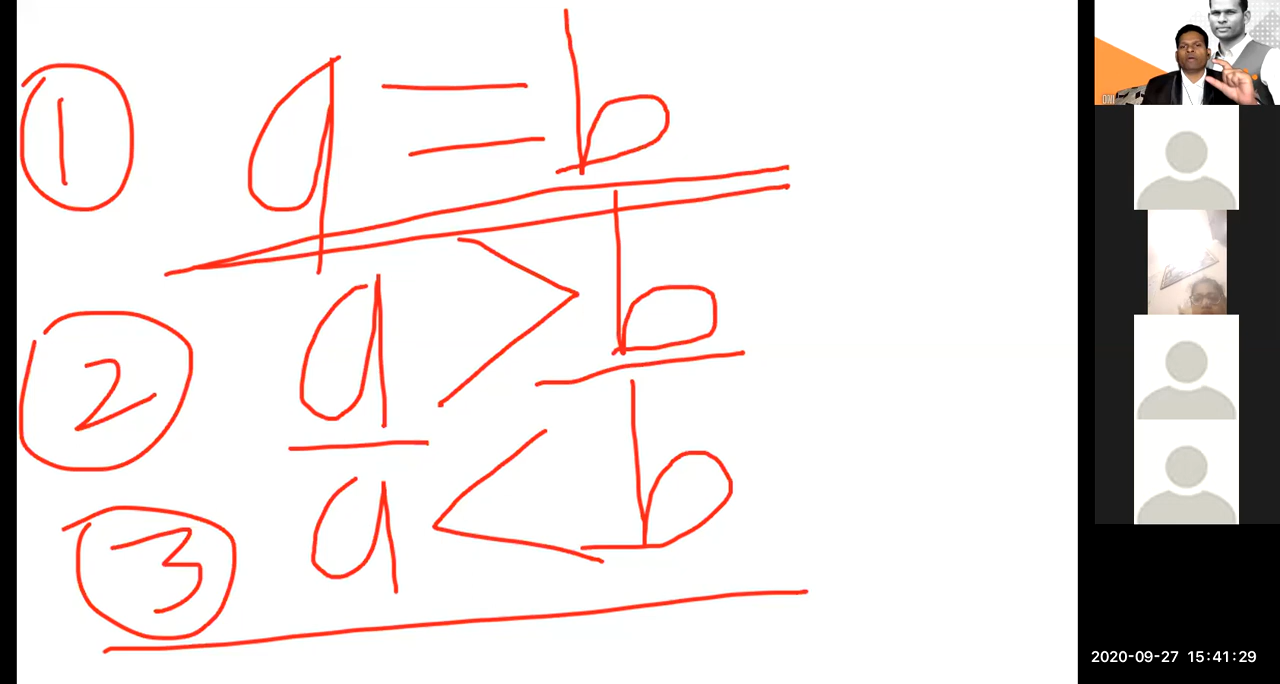 ① a = b
② a > b
③ a < b
2020-09-27 15:41:29